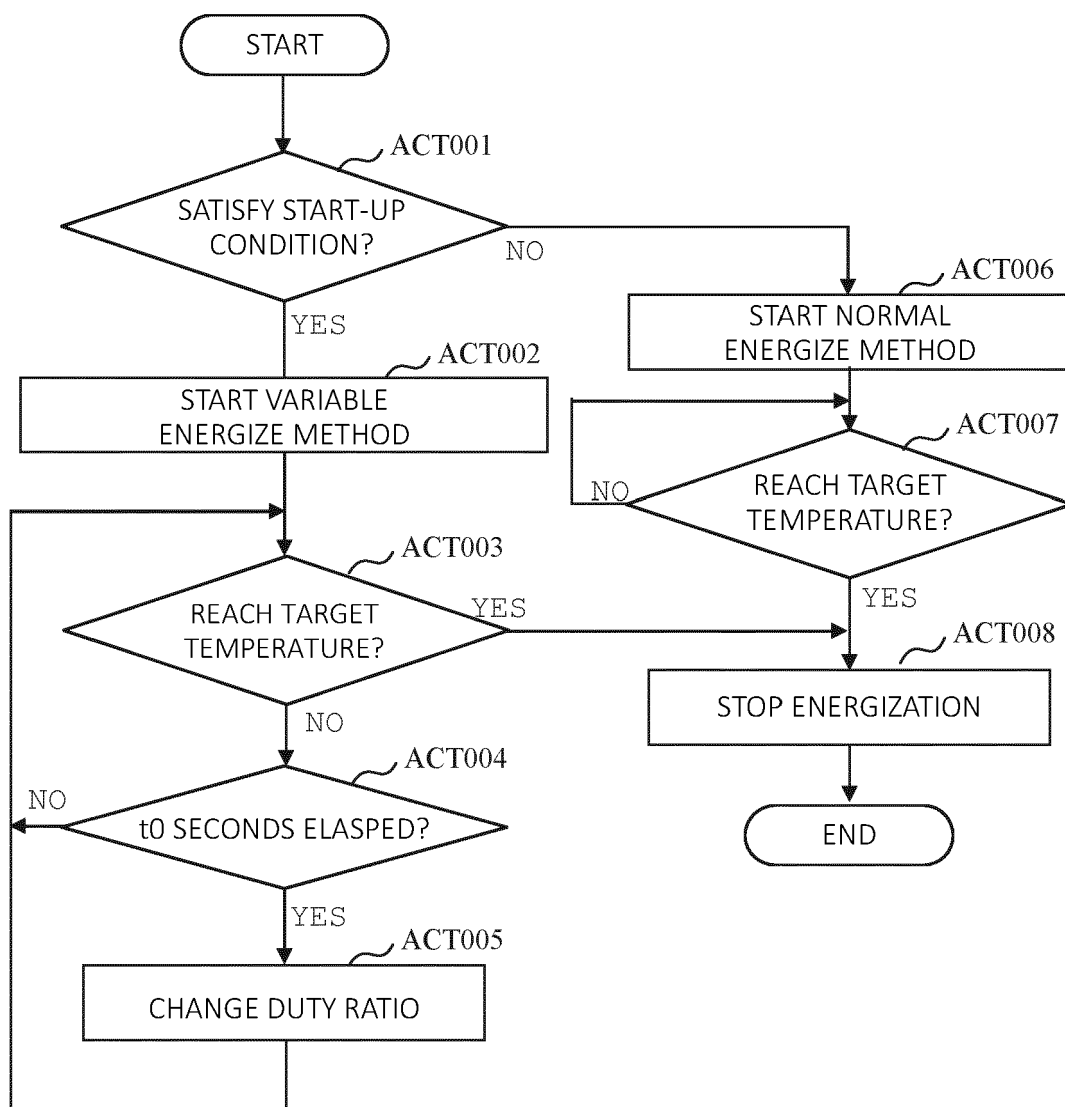 START
ACT001
SATISFY START-UP
CONDITION?
NO
YES
ACT006
START NORMAL
ENERGIZE METHOD
ACT002
START VARIABLE
ENERGIZE METHOD
ACT007
REACH TARGET
TEMPERATURE?
NO
YES
ACT003
REACH TARGET
TEMPERATURE?
YES
NO
ACT008
STOP ENERGIZATION
END
ACT004
t0 SECONDS ELASPED?
NO
YES
ACT005
CHANGE DUTY RATIO